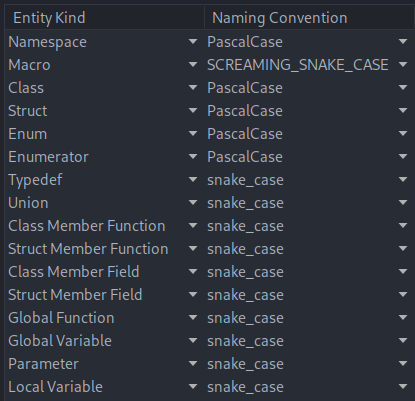 Entity Kind Naming Convention
Namespace PascalCase
Macro SCREAMING_SNAKE_CASE
Class PascalCase
Struct PascalCase
Enum PascalCase
Enumerator PascalCase
Typedef snake_case
Union snake_case
Class Member Function snake_case
Struct Member Function snake_case
Class Member Field snake_case
Struct Member Field snake_case
Global Function snake_case
Global Variable snake_case
Parameter snake_case
Local Variable snake_case